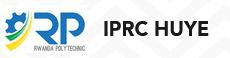 RP IPRC HUYE
RWANDA POLYTECHNIC